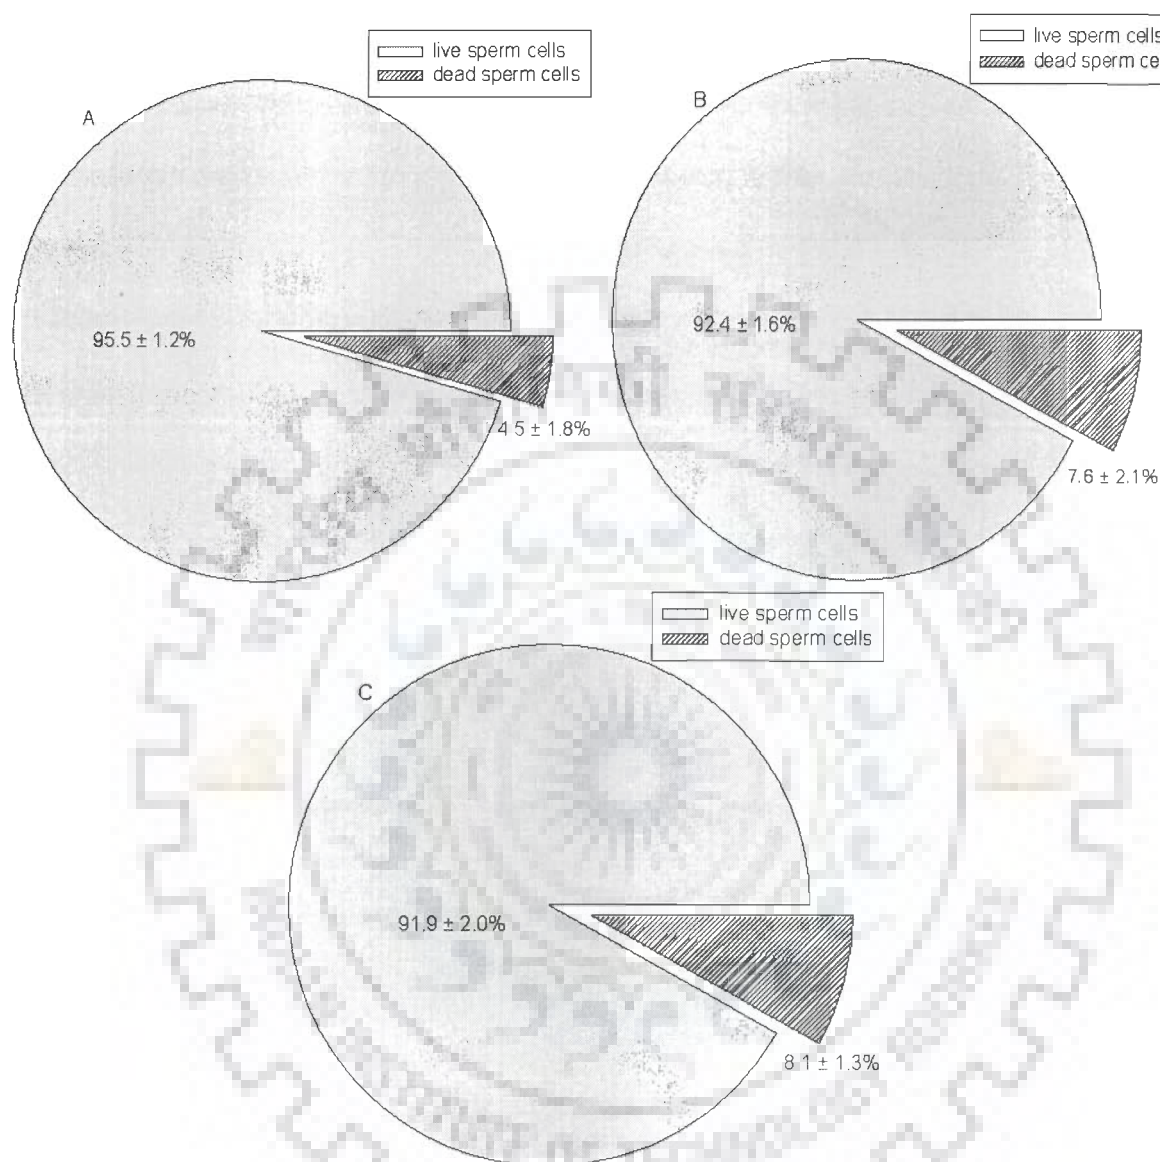 live sperm cells
dead sperm cells
A
95.5 ± 1.2%
4 5 ± 1.8%
live sperm cells
dead sperm ce
B
92.4 ± 1.6%
7.6 ± 2.1%
live sperm cells
dead sperm cells
C
91.9 ± 2.0%
8 1 ± 1.3%